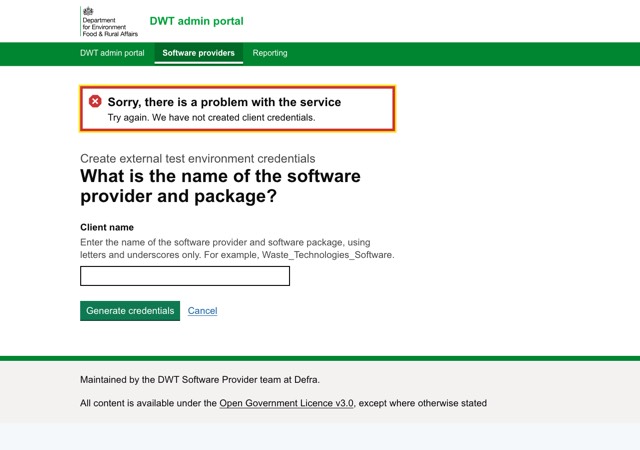 Department
for Environment
Food & Rural Affairs
DWT admin portal
DWT admin portal
Software providers
Reporting
Sorry, there is a problem with the service
Try again. We have not created client credentials.
Create external test environment credentials
What is the name of the software
provider and package?
Client name
Enter the name of the software provider and software package, using
letters and underscores only. For example, Waste_Technologies_Software.
Generate credentials
Cancel
Maintained by the DWT Software Provider team at Defra.
All content is available under the Open Government Licence v3.0, except where otherwise stated